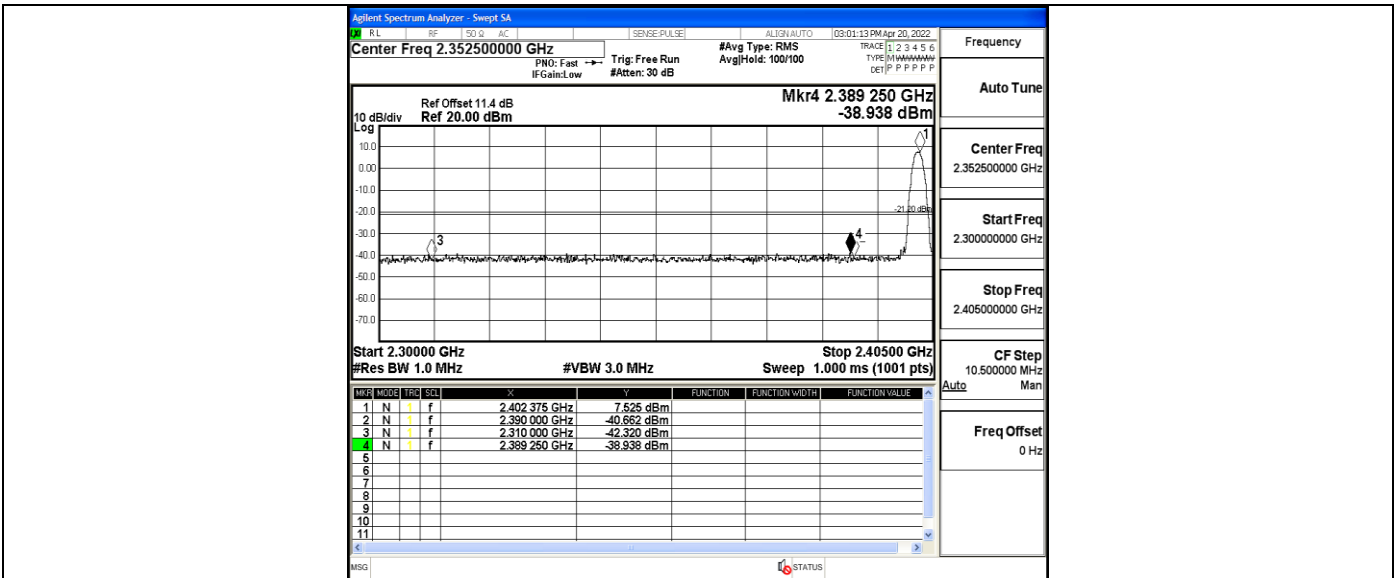 Agilent Spectrum Analyzer - Swept SA
RL RF 50 Ω AC SENSE:PULSE ALIGN AUTO 03:01:13 PM Apr 20, 2022
Center Freq 2.352500000 GHz
PNO: Fast
IFGain:Low
Trig: Free Run
#Atten: 30 dB
#Avg Type: RMS
Avg|Hold: 100/100
TRACE 1 2 3 4 5 6
TYPE M W W W W W
DET P P P P P P
Mkr4 2.389 250 GHz
-38.938 dBm
Ref Offset 11.4 dB
10 dB/div Ref 20.00 dBm
Log
10.0
0.00
-10.0
-20.0
-30.0
-40.0
-50.0
-60.0
-70.0
1
-21.20 dBm
3
4
Start 2.30000 GHz Stop 2.40500 GHz
#Res BW 1.0 MHz #VBW 3.0 MHz Sweep 1.000 ms (1001 pts)
MKR MODE TRC SCL X Y FUNCTION FUNCTION WIDTH FUNCTION VALUE
1 N 1 f 2.402 375 GHz 7.525 dBm
2 N 1 f 2.390 000 GHz -40.662 dBm
3 N 1 f 2.310 000 GHz -42.320 dBm
4 N 1 f 2.389 250 GHz -38.938 dBm
5
6
7
8
9
10
11
MSG STATUS
Frequency
Auto Tune
Center Freq
2.352500000 GHz
Start Freq
2.300000000 GHz
Stop Freq
2.405000000 GHz
CF Step
10.500000 MHz
Auto Man
Freq Offset
0 Hz